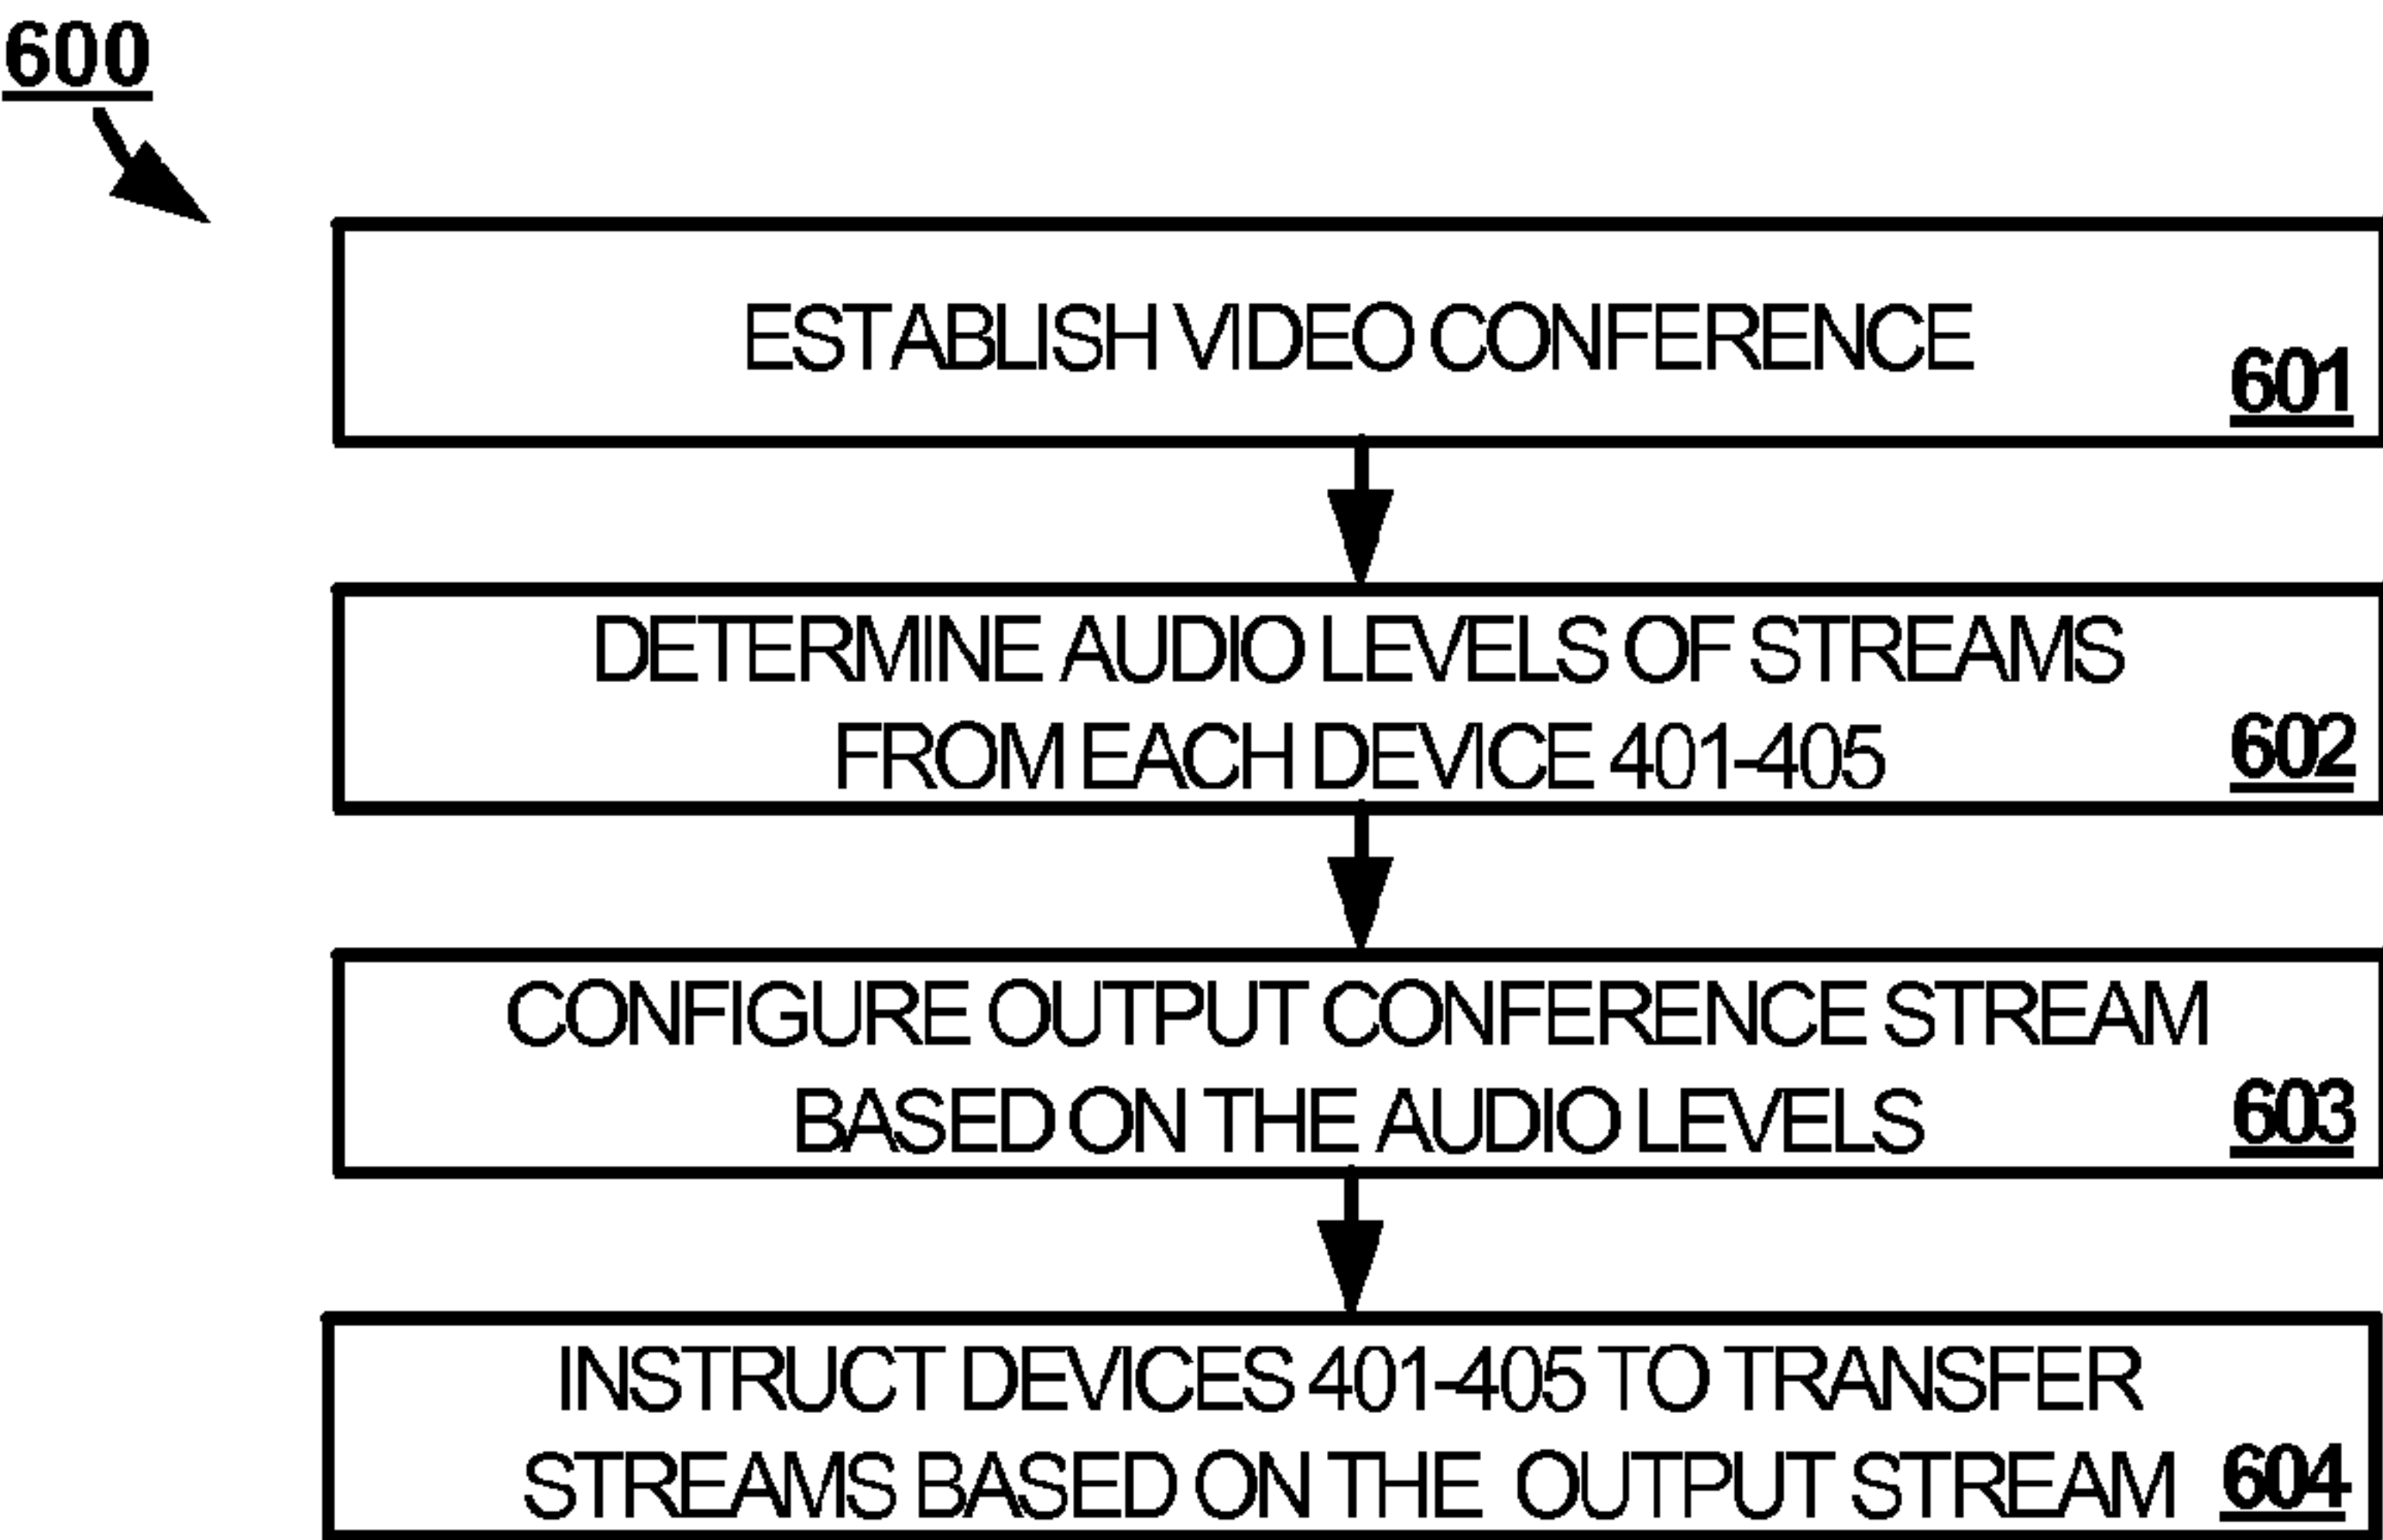 600
ESTABLISH VIDEO CONFERENCE
601
DETERMINE AUDIO LEVELS OF STREAMS
FROM EACH DEVICE 401-405
602
CONFIGURE OUTPUT CONFERENCE STREAM
BASED ON THE AUDIO LEVELS
603
INSTRUCT DEVICES 401-405 TO TRANSFER
STREAMS BASED ON THE OUTPUT STREAM
604